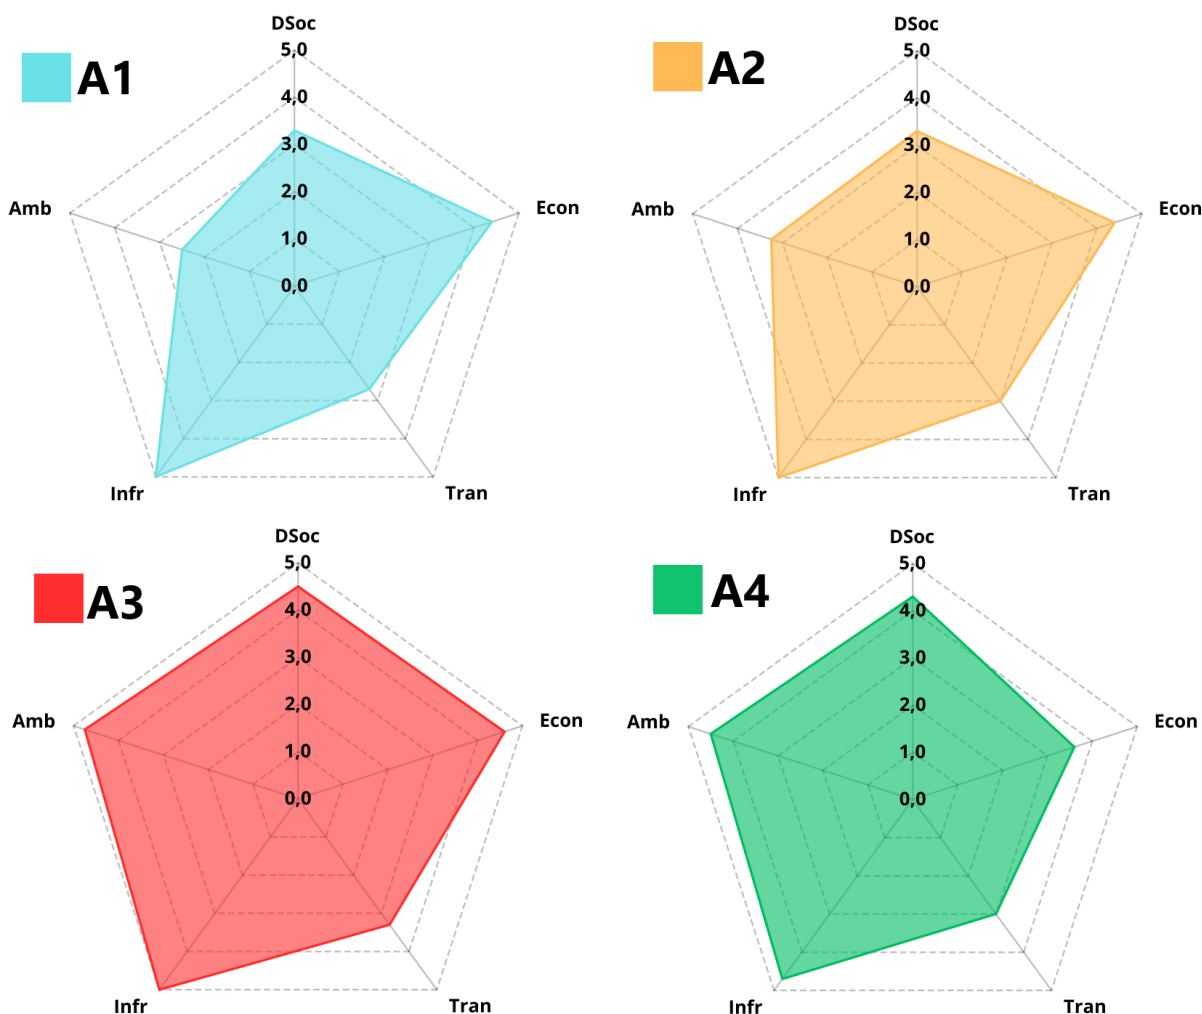 A1
DSoc
5,0
4,0
3,0
2,0
1,0
0,0
Econ
Tran
Infr
Amb
A2
DSoc
5,0
4,0
3,0
2,0
1,0
0,0
Econ
Tran
Infr
Amb
A3
DSoc
5,0
4,0
3,0
2,0
1,0
0,0
Econ
Tran
Infr
Amb
A4
DSoc
5,0
4,0
3,0
2,0
1,0
0,0
Econ
Tran
Infr
Amb